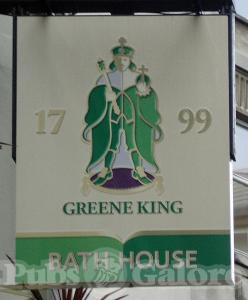 17 99
GREENE KING
BATH HOUSE
Pubs Galore